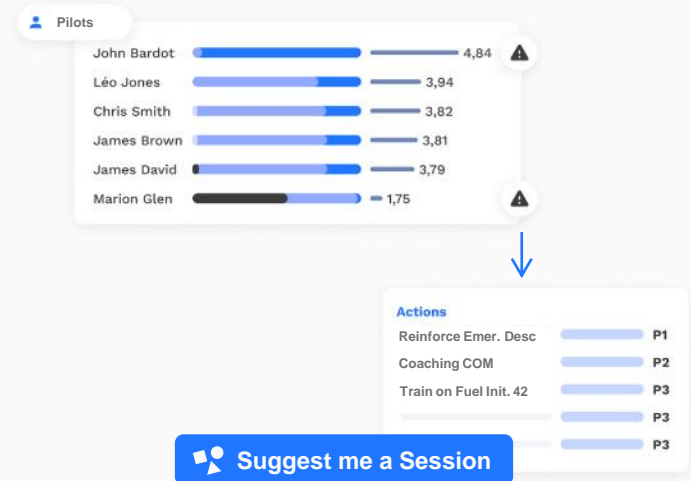 Pilots
John Bardot 4,84
Léo Jones 3,94
Chris Smith 3,82
James Brown 3,81
James David 3,79
Marion Glen 1,75
Actions
Reinforce Emer. Desc P1
Coaching COM P2
Train on Fuel Init. 42 P3
P3
P3
Suggest me a Session